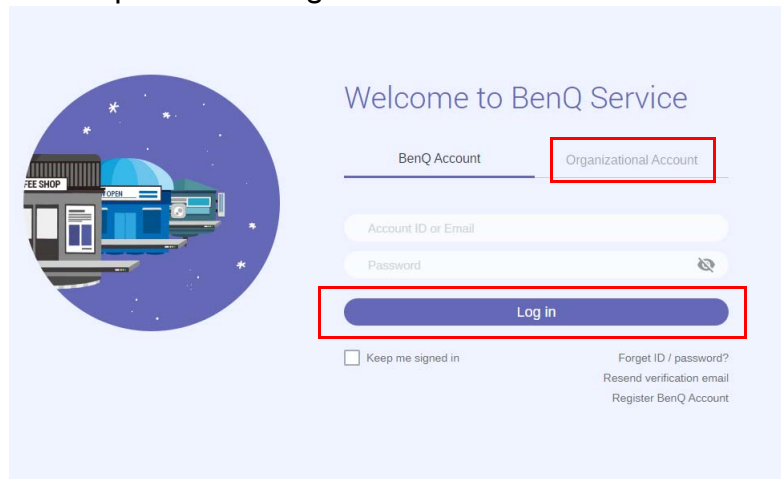 Welcome to BenQ Service
BenQ Account
Organizational Account
FEE SHOP
OPEN
Account ID or Email
Password
Log in
Keep me signed in
Forget ID / password?
Resend verification email
Register BenQ Account